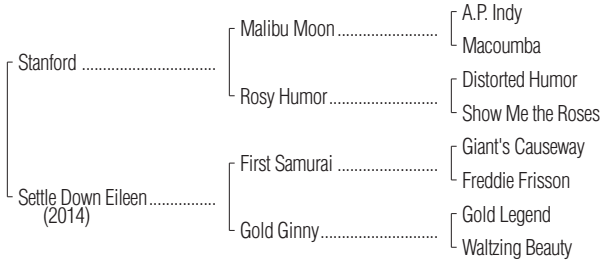 A.P. Indy
Malibu Moon
Macoumba
Stanford
Distorted Humor
Rosy Humor
Show Me the Roses
Giant's Causeway
First Samurai
Freddie Frisson
Settle Down Eileen
(2014)
Gold Legend
Gold Ginny
Waltzing Beauty